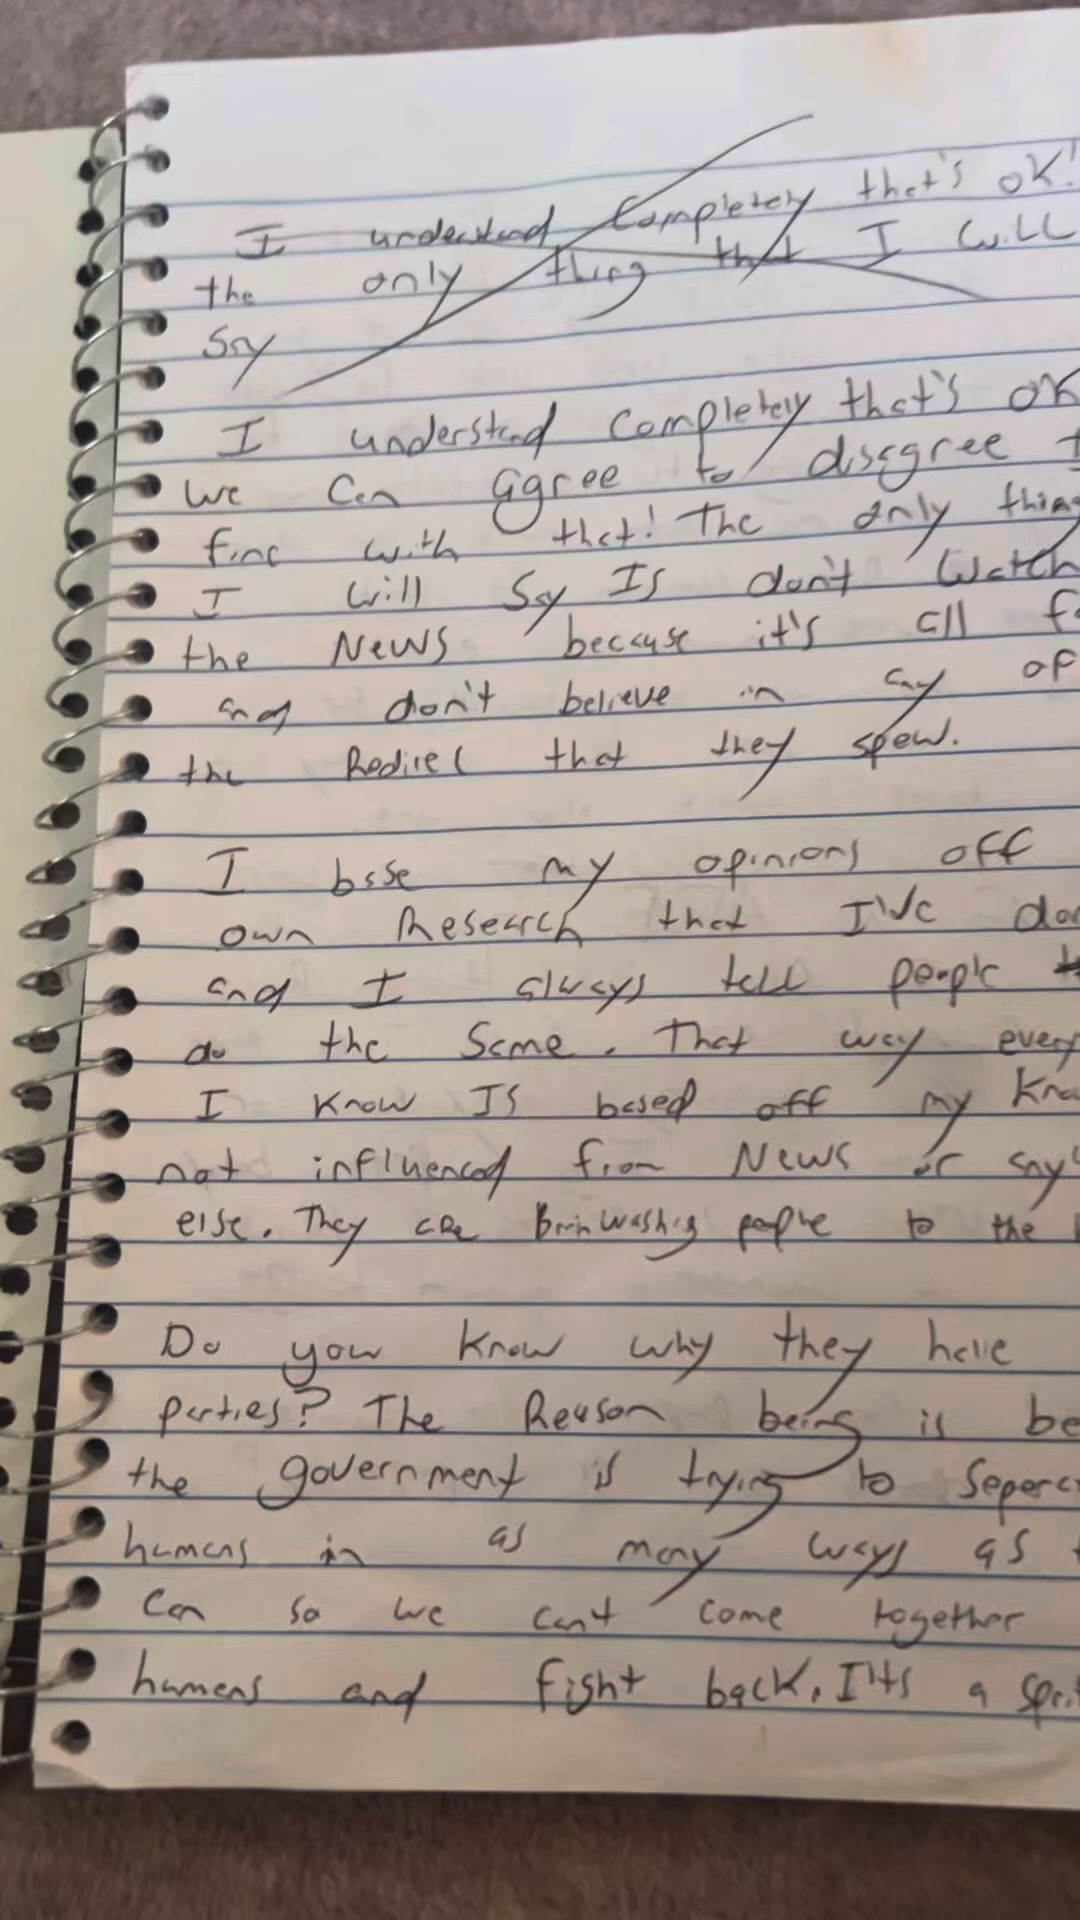 I understand Completely that's ok!
the only thing that I will
Say
I understand Completely that's ok
we can agree to disagree
fine with that! The only thing
I will Say Is don't Watch
the News because it's all
and don't believe in any of
the that they spew.
I base my opinions off
own Research that I've
and I always tell people
do the Same. That way every
I Know IS based off my
not influenced from News or
else. They are BrainWashing people to the
Do you Know why they have
parties? The Reason being is
the government is trying to
humans in as many ways as
Can so we can't come together
humans and fight back. It's a